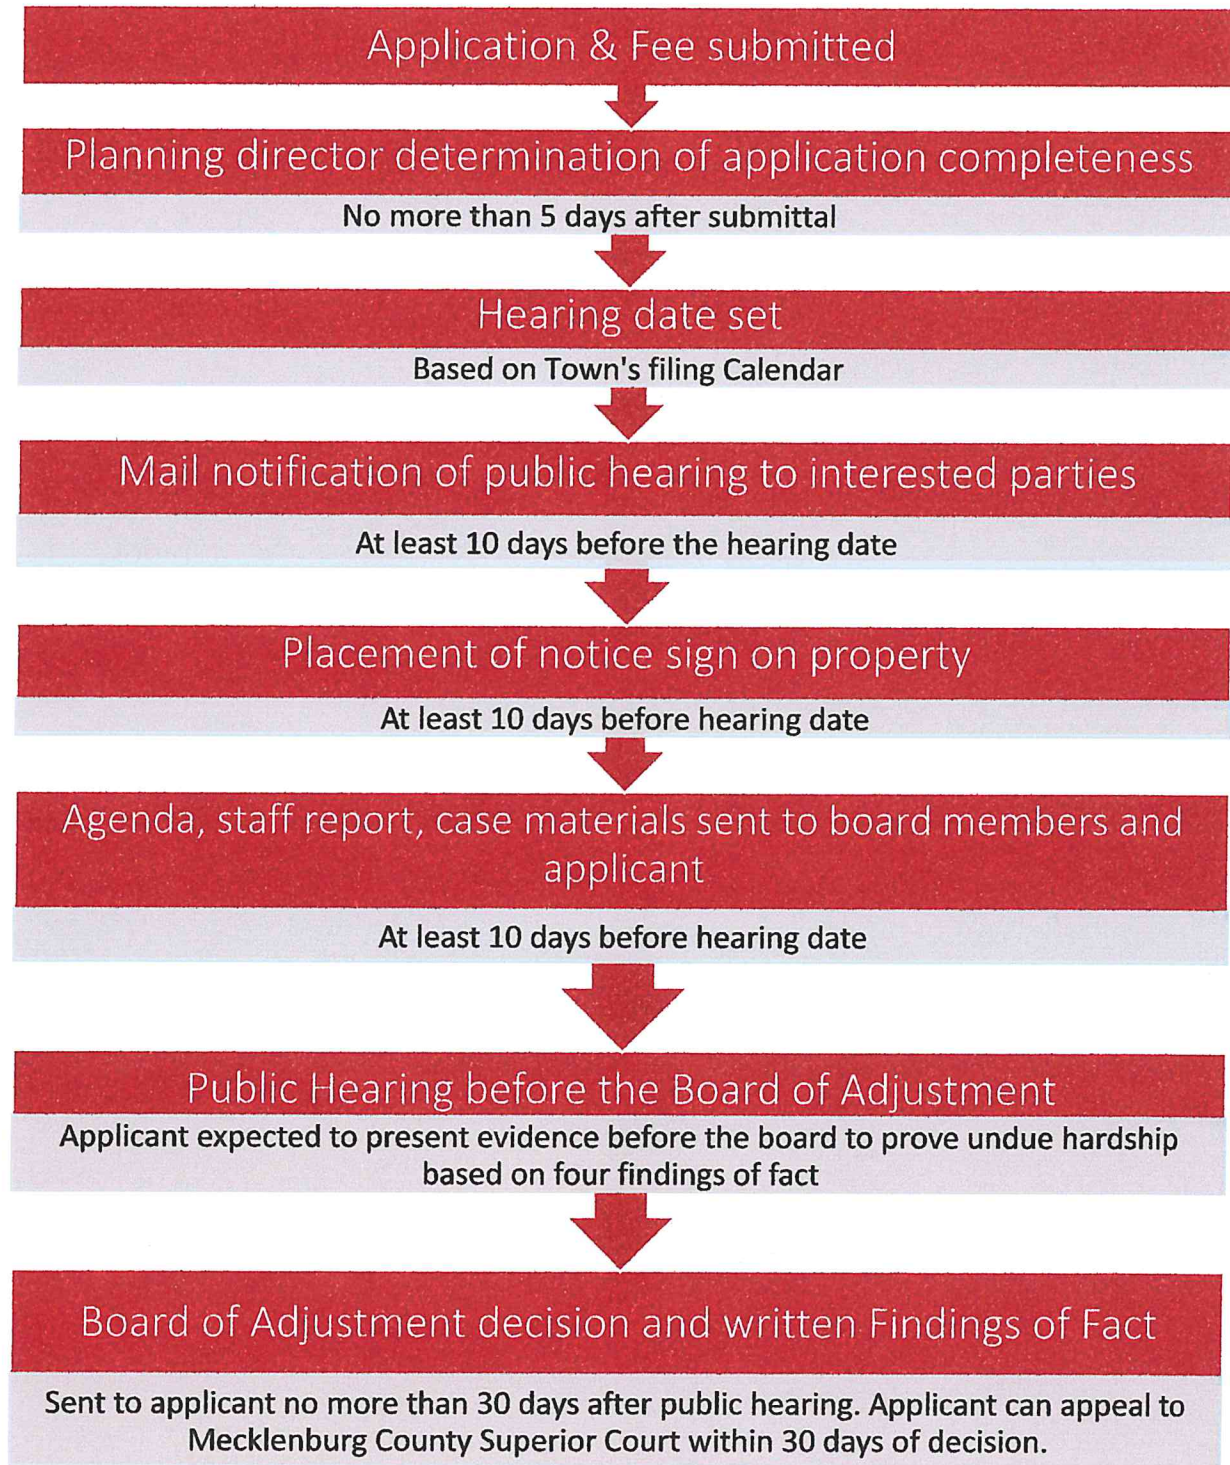 Application & Fee submitted
Planning director determination of application completeness
No more than 5 days after submittal
Hearing date set
Based on Town's filing Calendar
Mail notification of public hearing to interested parties
At least 10 days before the hearing date
Placement of notice sign on property
At least 10 days before hearing date
Agenda, staff report, case materials sent to board members and
applicant
At least 10 days before hearing date
Public Hearing before the Board of Adjustment
Applicant expected to present evidence before the board to prove undue hardship
based on four findings of fact
Board of Adjustment decision and written Findings of Fact
Sent to applicant no more than 30 days after public hearing. Applicant can appeal to
Mecklenburg County Superior Court within 30 days of decision.